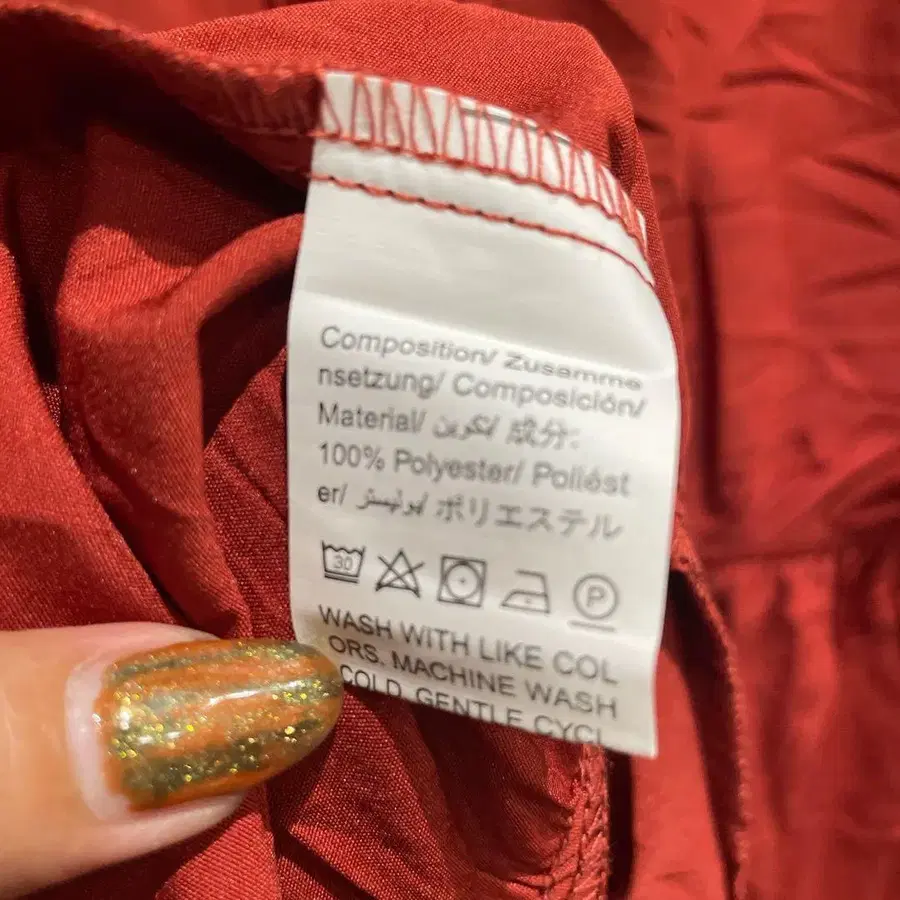 Composition/ Zusamme
nsetzung/ Composición/
Material/ تكوين/ 成分:
100% Polyester/ Poliést
er/ بوليستر/ ポリエステル
30
P
WASH WITH LIKE COL
ORS. MACHINE WASH
COLD. GENTLE CYCL